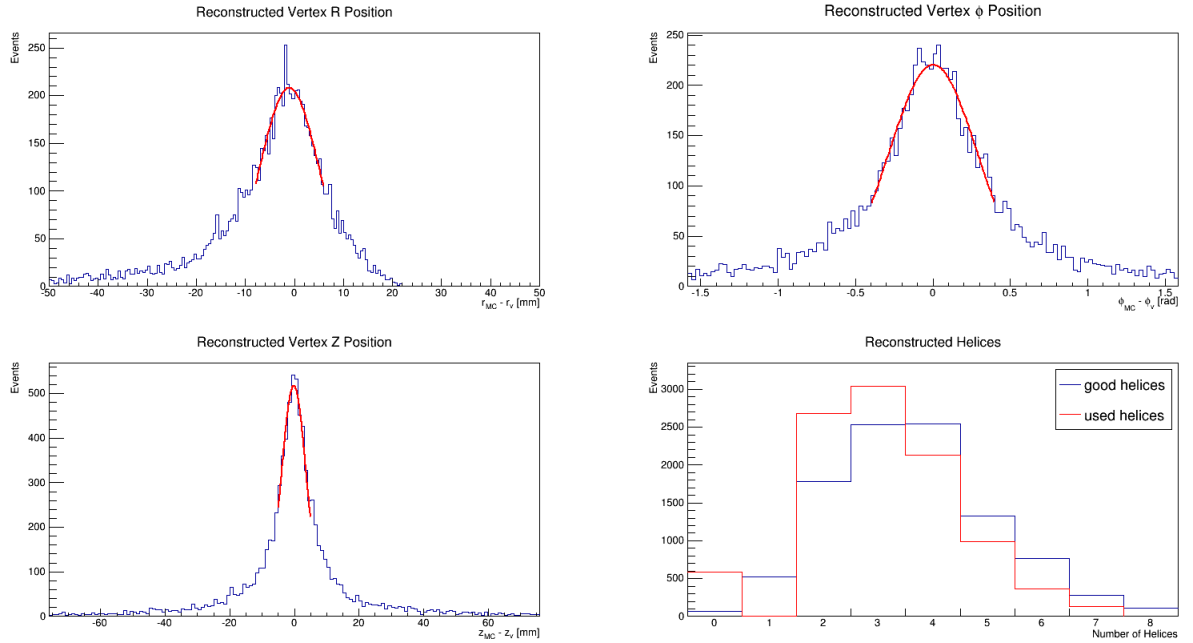 Reconstructed Vertex R Position
Events
250
200
150
100
50
0
-50 -40 -30 -20 -10 0 10 20 30 40 50
r_MC - r_v [mm]
Reconstructed Vertex ϕ Position
Events
250
200
150
100
50
0
-1.5 -1 -0.5 0 0.5 1 1.5
ϕ_MC - ϕ_v [rad]
Reconstructed Vertex Z Position
Events
500
400
300
200
100
0
-60 -40 -20 0 20 40 60
z_MC - z_v [mm]
Reconstructed Helices
Events
3000
2500
2000
1500
1000
500
0
good helices
used helices
0 1 2 3 4 5 6 7 8
Number of Helices